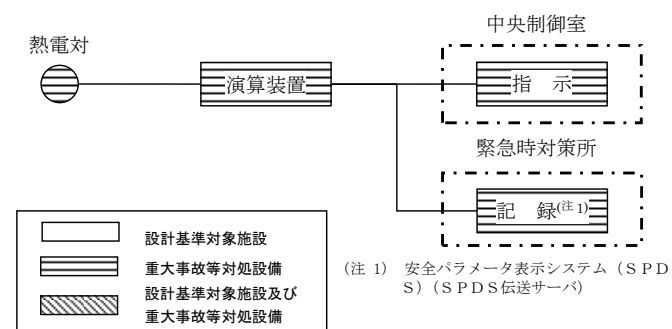 中央制御室
熱電対
演算装置
指　示
緊急時対策所
記　録(注1)
設計基準対象施設
重大事故等対処設備
設計基準対象施設及び
重大事故等対処設備
(注 1)　安全パラメータ表示システム（ＳＰＤ
Ｓ）(ＳＰＤＳ伝送サーバ)